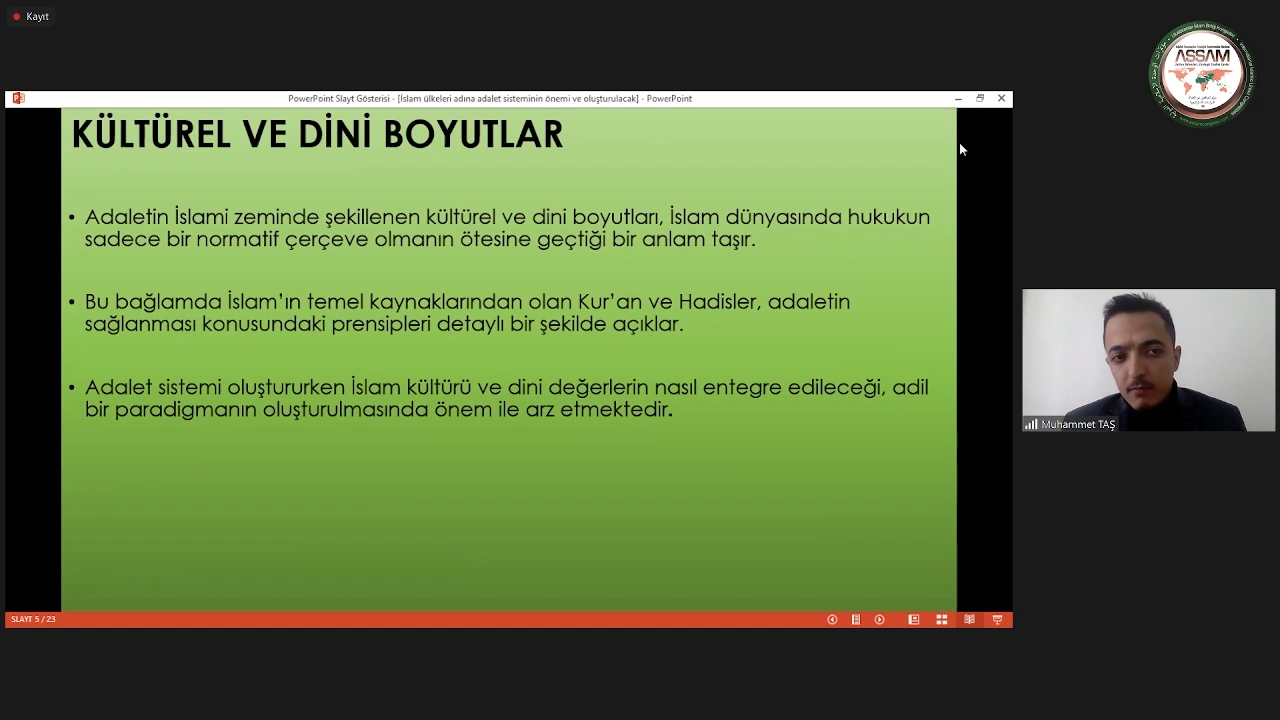 Kayıt
ASSAM
PowerPoint Slayt Gösterisi - [İslam ülkeleri adına adalet sisteminin önemi ve oluşturulacak] - PowerPoint
KÜLTÜREL VE DİNİ BOYUTLAR
• Adaletin İslami zeminde şekillenen kültürel ve dini boyutları, İslam dünyasında hukukun
sadece bir normatif çerçeve olmanın ötesine geçtiği bir anlam taşır.
• Bu bağlamda İslam’ın temel kaynaklarından olan Kur’an ve Hadisler, adaletin
sağlanması konusundaki prensipleri detaylı bir şekilde açıklar.
• Adalet sistemi oluştururken İslam kültürü ve dini değerlerin nasıl entegre edileceği, adil
bir paradigmanın oluşturulmasında önem ile arz etmektedir.
Muhammet TAŞ
SLAYT 5 / 23